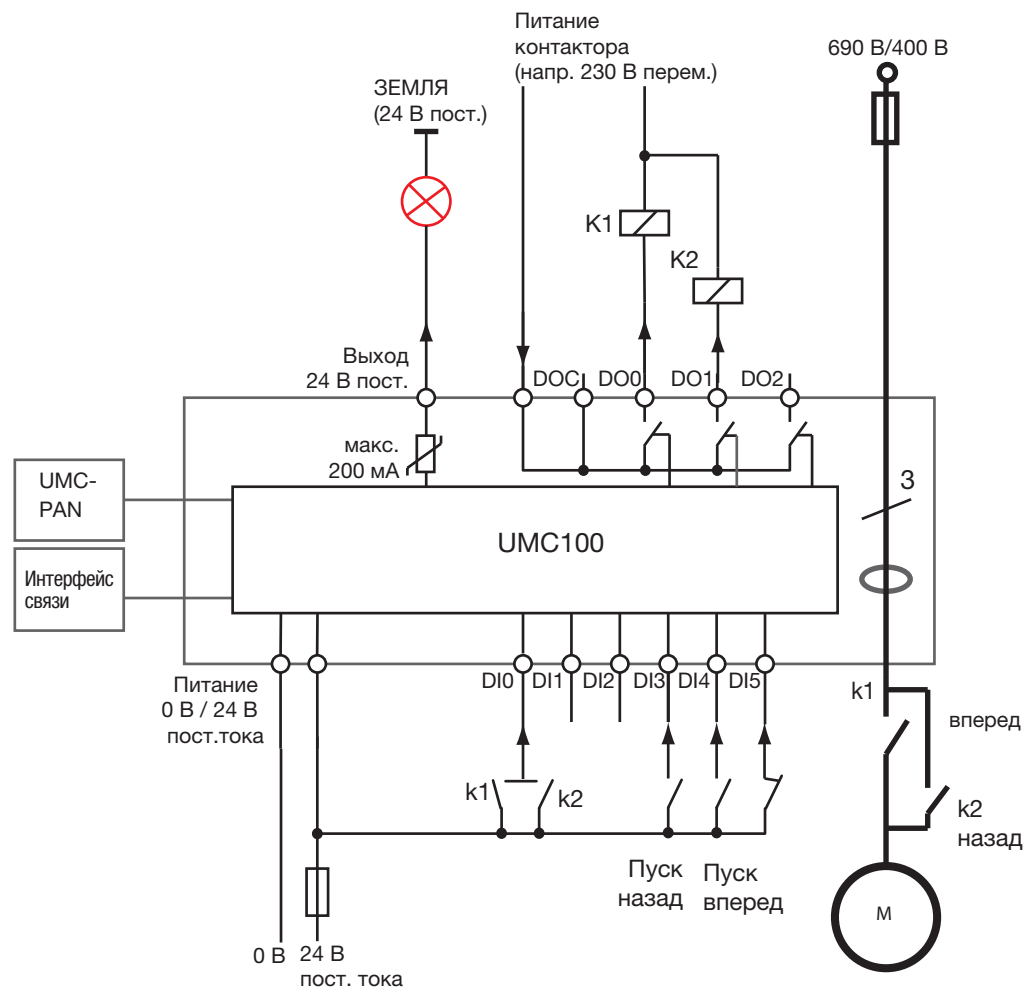 Питание
контактора
(напр. 230 В перем.)
690 В/400 В
ЗЕМЛЯ
(24 В пост.)
K1
K2
Выход
24 В пост.
DOC
DO0
DO1
DO2
макс.
200 мА
UMC-
PAN
UMC100
3
Интерфейс
связи
Питание
0 В / 24 В
пост.тока
DI0
DI1
DI2
DI3
DI4
DI5
k1
вперед
k1
k2
k2
назад
Пуск
назад
Пуск
вперед
M
0 В
24 В
пост. тока